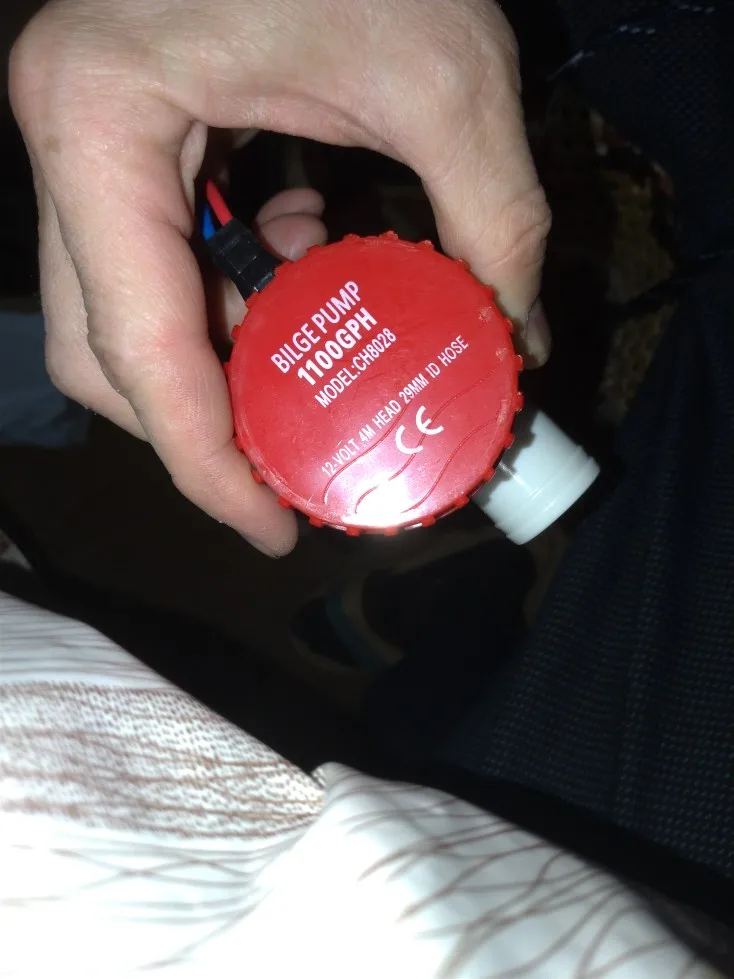 BILGE PUMP
1100GPH
MODEL:CH8028
12-VOLT 4M HEAD 29MM ID HOSE
CE